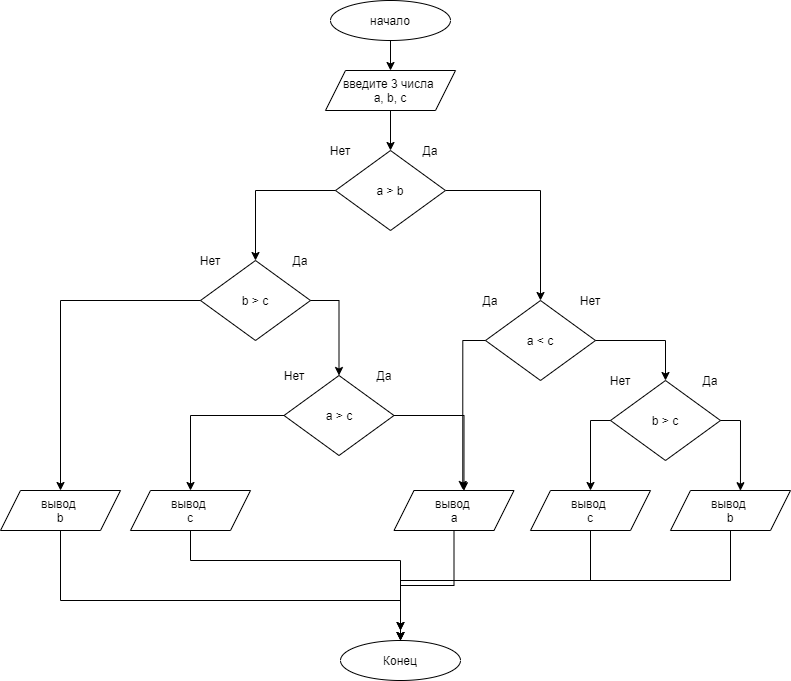 начало
введите 3 числа
a, b, c
Нет
Да
a > b
Нет
Да
b > c
Да
Нет
a < c
Нет
Да
a > c
Нет
Да
b > c
вывод
b
вывод
c
вывод
a
вывод
c
вывод
b
Конец